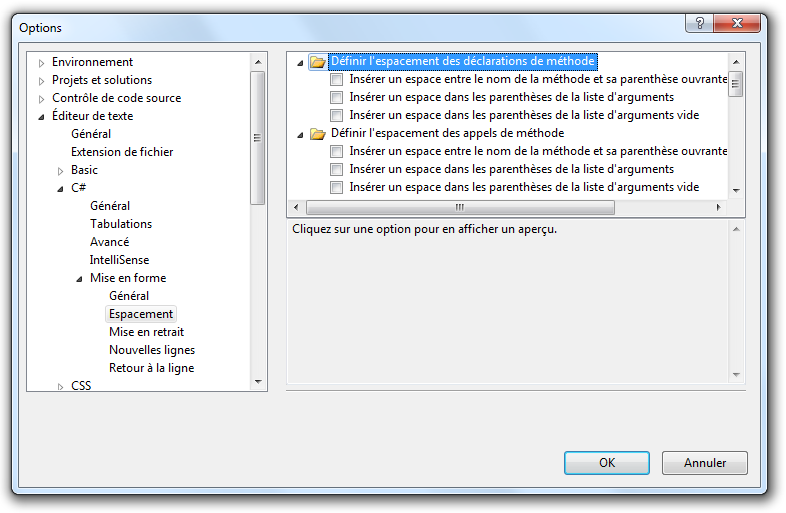 Options
Environnement
Projets et solutions
Contrôle de code source
Éditeur de texte
Général
Extension de fichier
Basic
C#
Général
Tabulations
Avancé
IntelliSense
Mise en forme
Général
Espacement
Mise en retrait
Nouvelles lignes
Retour à la ligne
CSS
Définir l'espacement des déclarations de méthode
Insérer un espace entre le nom de la méthode et sa parenthèse ouvrante
Insérer un espace dans les parenthèses de la liste d'arguments
Insérer un espace dans les parenthèses de la liste d'arguments vide
Définir l'espacement des appels de méthode
Insérer un espace entre le nom de la méthode et sa parenthèse ouvrante
Insérer un espace dans les parenthèses de la liste d'arguments
Insérer un espace dans les parenthèses de la liste d'arguments vide
Cliquez sur une option pour en afficher un aperçu.
OK
Annuler